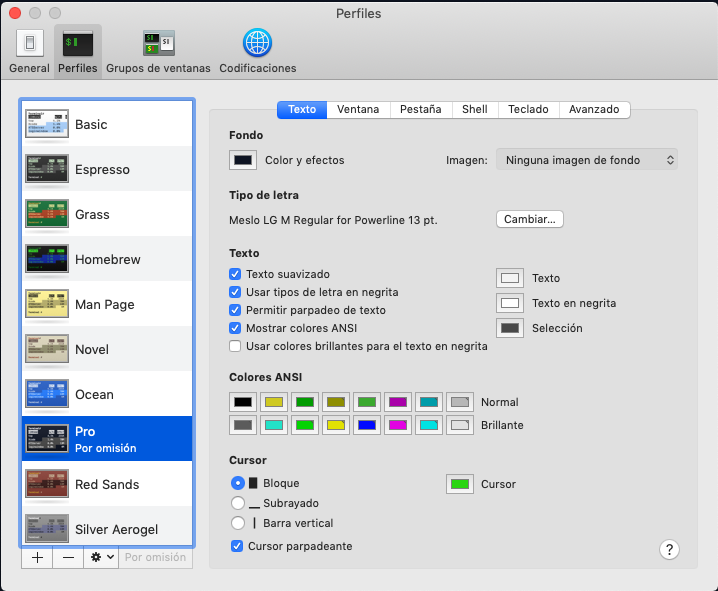 Perfiles
General
Perfiles
Grupos de ventanas
Codificaciones
Basic
Espresso
Grass
Homebrew
Man Page
Novel
Ocean
Pro
Por omisión
Red Sands
Silver Aerogel
Por omisión
Texto Ventana Pestaña Shell Teclado Avanzado
Fondo
Color y efectos
Imagen: Ninguna imagen de fondo
Tipo de letra
Meslo LG M Regular for Powerline 13 pt.
Cambiar...
Texto
Texto suavizado
Usar tipos de letra en negrita
Permitir parpadeo de texto
Mostrar colores ANSI
Usar colores brillantes para el texto en negrita
Texto
Texto en negrita
Selección
Colores ANSI
Normal
Brillante
Cursor
Bloque
Subrayado
Barra vertical
Cursor parpadeante
Cursor
?